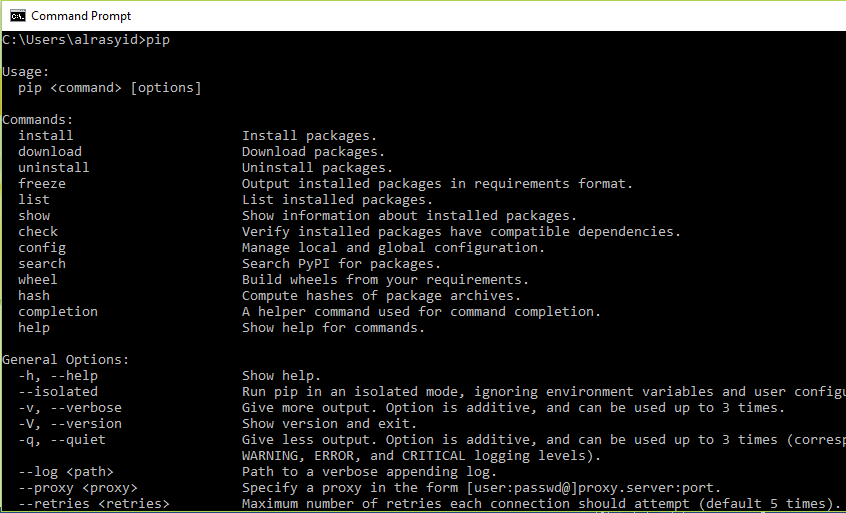 Command Prompt
C:\Users\alrasyid>pip
Usage:
pip <command> [options]
Commands:
install Install packages.
download Download packages.
uninstall Uninstall packages.
freeze Output installed packages in requirements format.
list List installed packages.
show Show information about installed packages.
check Verify installed packages have compatible dependencies.
config Manage local and global configuration.
search Search PyPI for packages.
wheel Build wheels from your requirements.
hash Compute hashes of package archives.
completion A helper command used for command completion.
help Show help for commands.
General Options:
-h, --help Show help.
--isolated Run pip in an isolated mode, ignoring environment variables and user configu
-v, --verbose Give more output. Option is additive, and can be used up to 3 times.
-V, --version Show version and exit.
-q, --quiet Give less output. Option is additive, and can be used up to 3 times (corresp
WARNING, ERROR, and CRITICAL logging levels).
--log <path> Path to a verbose appending log.
--proxy <proxy> Specify a proxy in the form [user:passwd@]proxy.server:port.
--retries <retries> Maximum number of retries each connection should attempt (default 5 times).